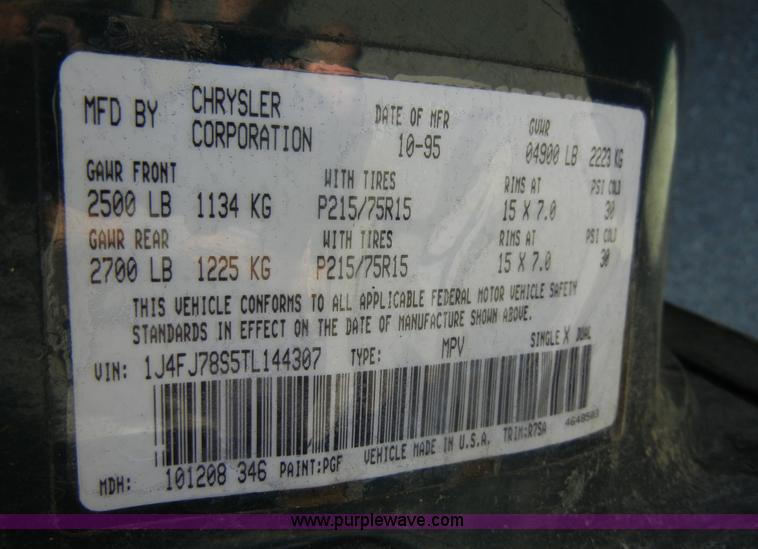 MFD BY CHRYSLER CORPORATION DATE OF MFR 10-95 GVWR 04900 LB 2223 KG
GAWR FRONT WITH TIRES RIMS AT PSI COLD
2500 LB 1134 KG P215/75R15 15 X 7.0 30
GAWR REAR WITH TIRES RIMS AT PSI COLD
2700 LB 1225 KG P215/75R15 15 X 7.0 30
THIS VEHICLE CONFORMS TO ALL APPLICABLE FEDERAL MOTOR VEHICLE SAFETY
STANDARDS IN EFFECT ON THE DATE OF MANUFACTURE SHOWN ABOVE.
VIN: 1J4FJ78S5TL144307 TYPE: MPV SINGLE X DUAL
MDH: 101208 346 PAINT:PGF VEHICLE MADE IN U.S.A. TRIM:R7SA 4648503
www.purplewave.com